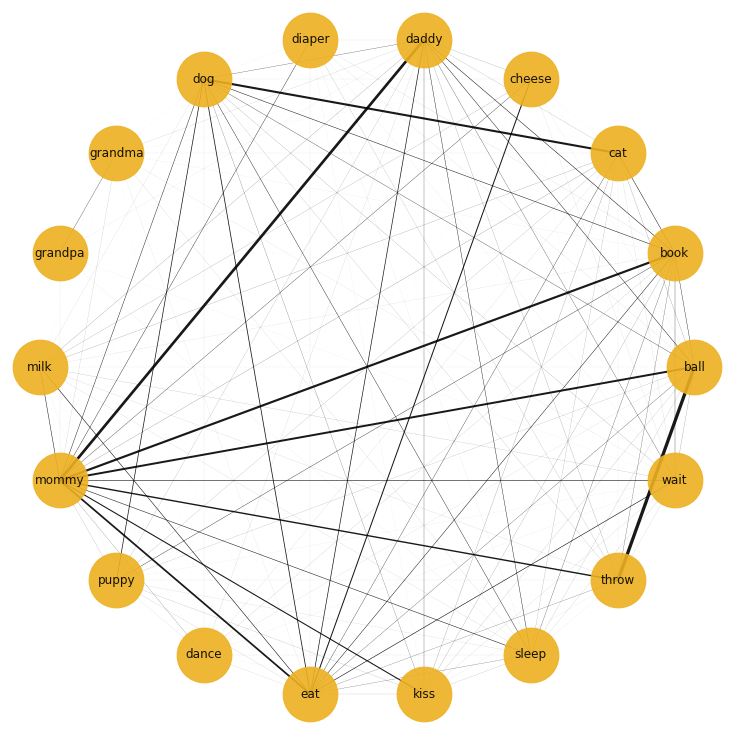 diaper
daddy
dog
cheese
grandma
cat
grandpa
book
milk
ball
mommy
wait
puppy
throw
dance
sleep
eat
kiss